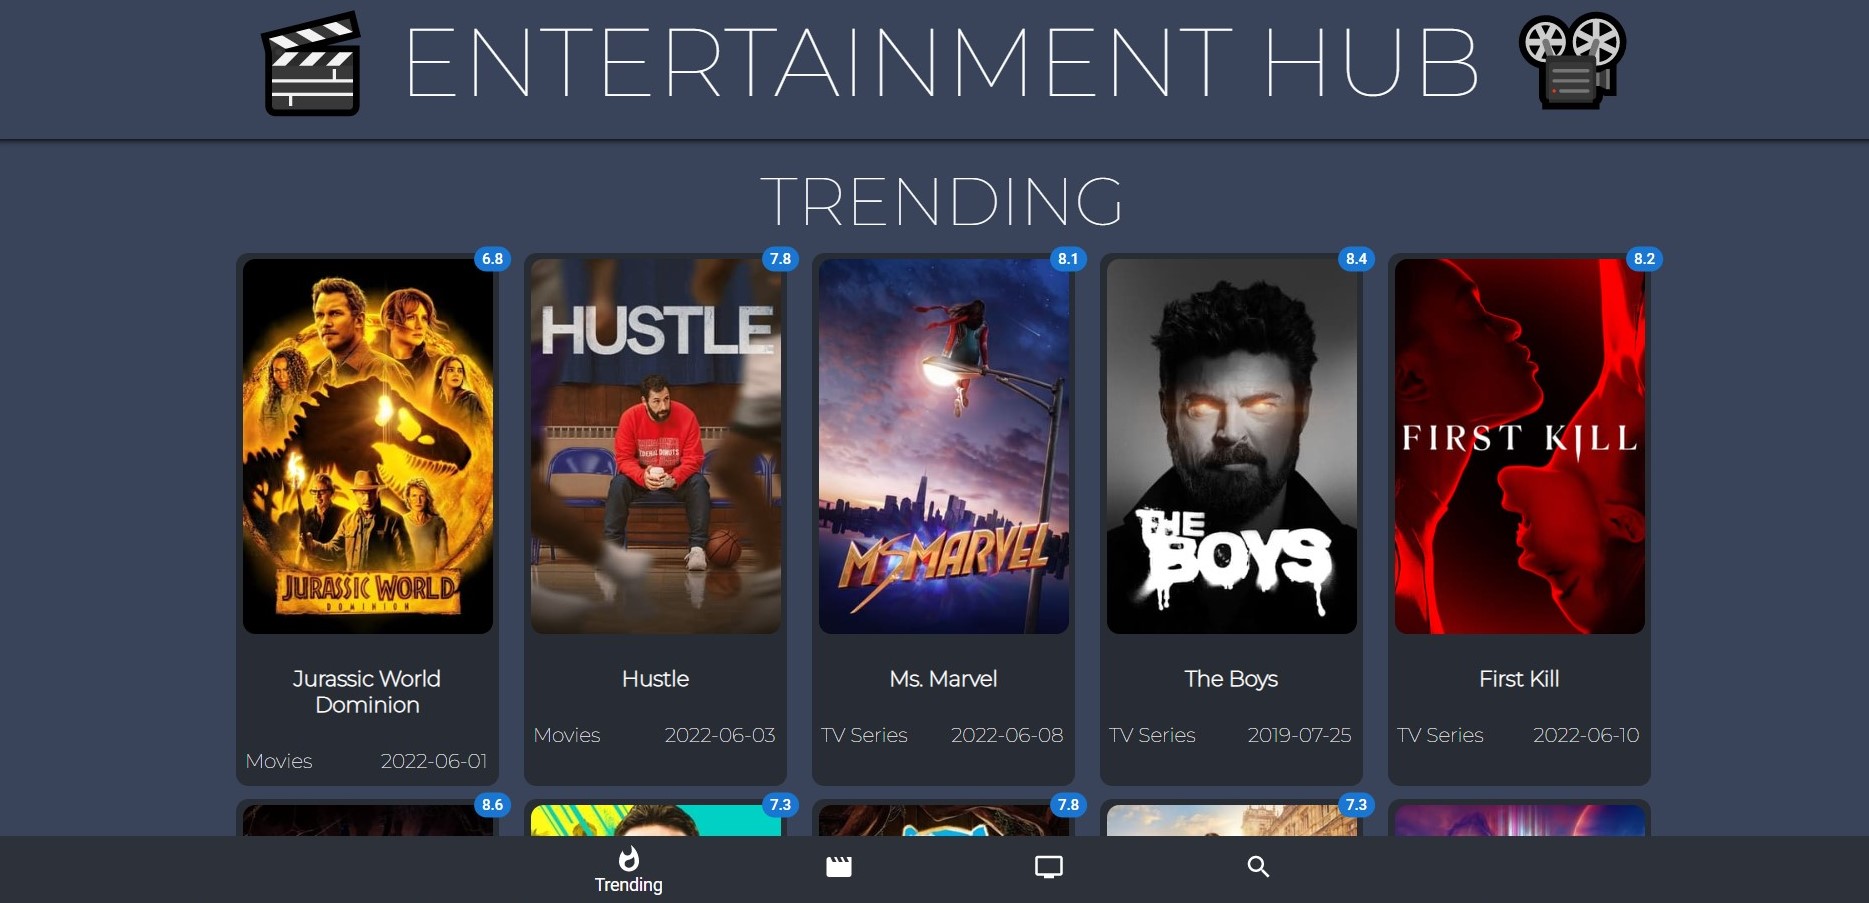 ENTERTAINMENT HUB
TRENDING
6.8
7.8
8.1
8.4
8.2
JURASSIC WORLD
DOMINION
HUSTLE
FEDERAL DONUTS
MS. MARVEL
THE
BOYS
FIRST KILL
Jurassic World
Dominion
Movies 2022-06-01
Hustle
Movies 2022-06-03
Ms. Marvel
TV Series 2022-06-08
The Boys
TV Series 2019-07-25
First Kill
TV Series 2022-06-10
8.6
7.3
7.8
7.3
Trending